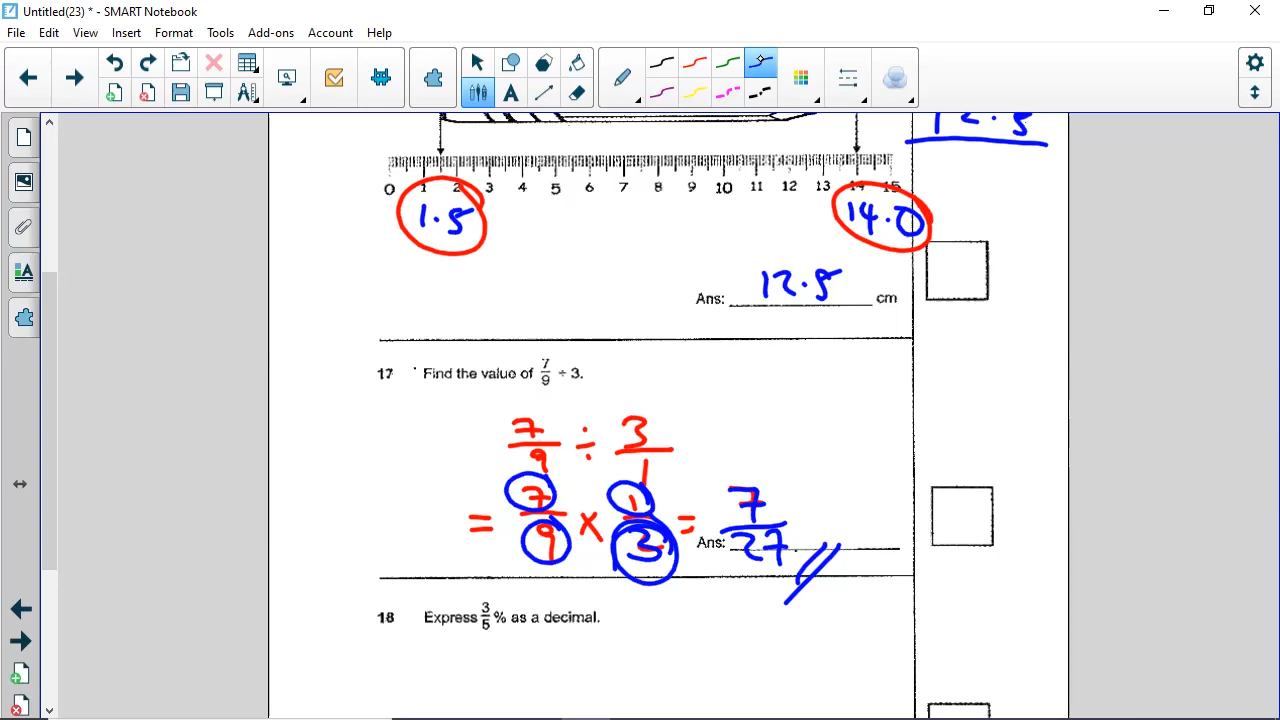 Untitled(23) * - SMART Notebook
File Edit View Insert Format Tools Add-ons Account Help
12.5
0 1 2 3 4 5 6 7 8 9 10 11 12 13 14 15
1.5 14.0
12.5
Ans: ____________ cm
17 Find the value of 7/9 ÷ 3.
7/9 ÷ 3/1
= 7/9 × 1/3 = 7/27
Ans: ____________
18 Express 3/5 % as a decimal.